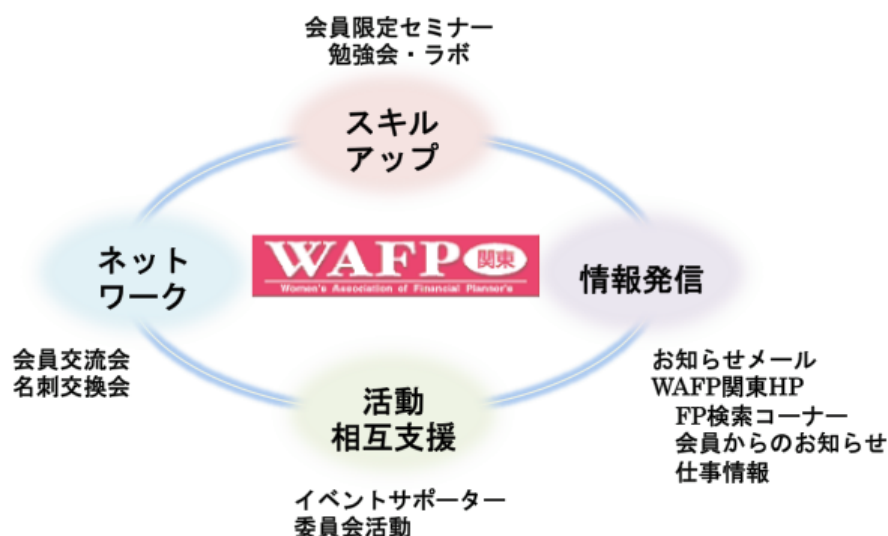 会員限定セミナー
勉強会・ラボ
スキル
アップ
ネット
ワーク
WAFP関東
Women's Association of Financial Planner's
情報発信
会員交流会
名刺交換会
お知らせメール
WAFP関東HP
FP検索コーナー
会員からのお知らせ
仕事情報
活動
相互支援
イベントサポーター
委員会活動